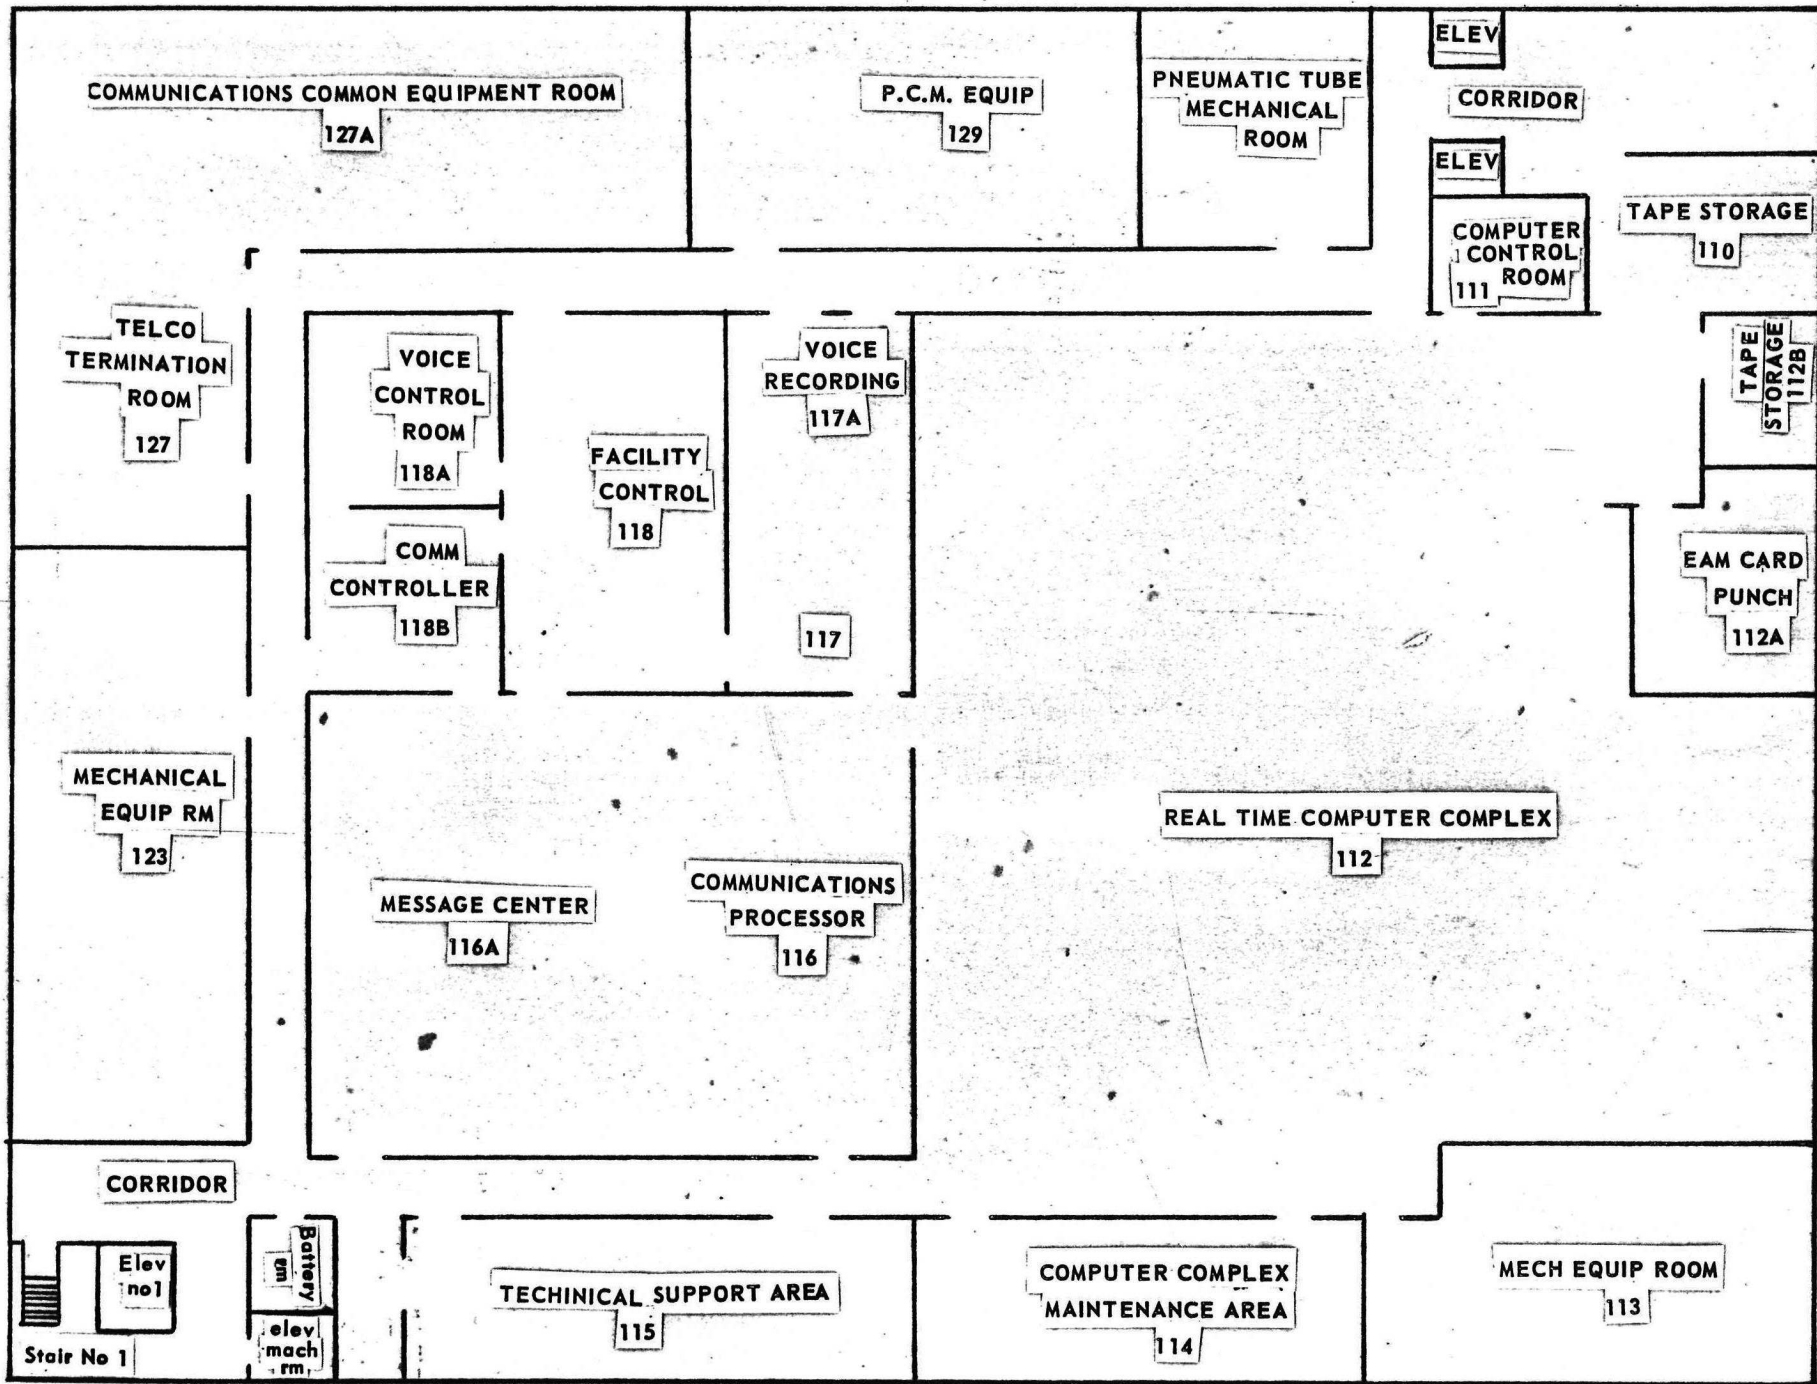 COMMUNICATIONS COMMON EQUIPMENT ROOM
127A
P.C.M. EQUIP
129
PNEUMATIC TUBE
MECHANICAL
ROOM
ELEV
CORRIDOR
ELEV
COMPUTER
CONTROL
ROOM
111
TAPE STORAGE
110
TELCO
TERMINATION
ROOM
127
VOICE
CONTROL
ROOM
118A
FACILITY
CONTROL
118
VOICE
RECORDING
117A
TAPE
STORAGE
112B
COMM
CONTROLLER
118B
117
EAM CARD
PUNCH
112A
MECHANICAL
EQUIP RM
123
MESSAGE CENTER
116A
COMMUNICATIONS
PROCESSOR
116
REAL TIME COMPUTER COMPLEX
112
CORRIDOR
Elev
no1
Stair No 1
Battery
rm
elev
mach
rm
TECHINICAL SUPPORT AREA
115
COMPUTER COMPLEX
MAINTENANCE AREA
114
MECH EQUIP ROOM
113